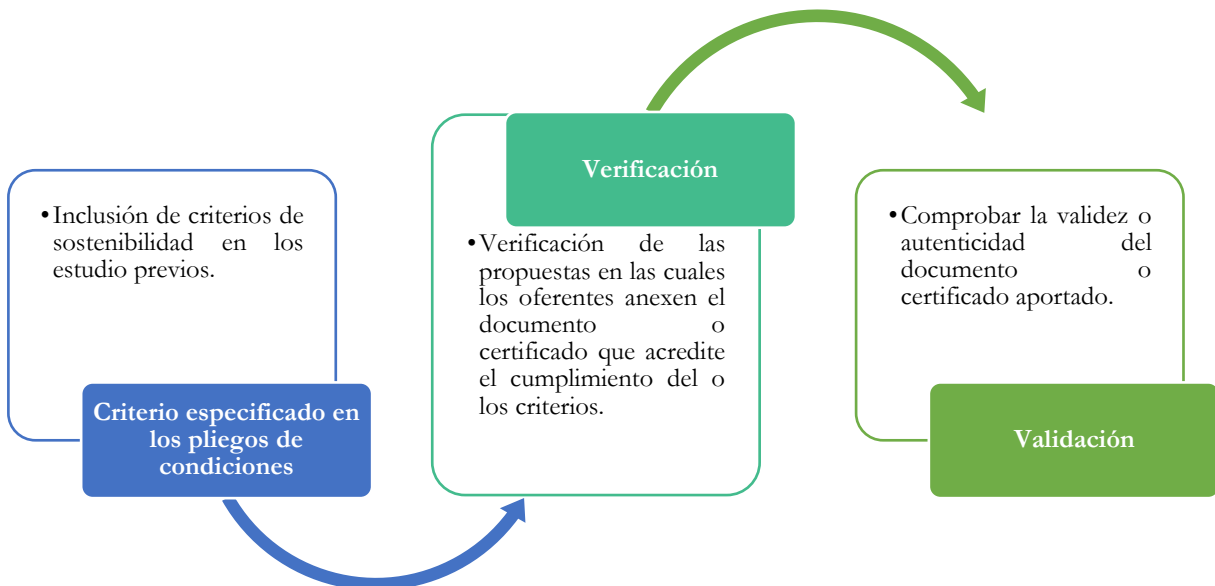 •Inclusión de criterios de
sostenibilidad en los
estudio previos.
Criterio especificado en
los pliegos de
condiciones
Verificación
•Verificación de las
propuestas en las cuales
los oferentes anexen el
documento o
certificado que acredite
el cumplimiento del o
los criterios.
•Comprobar la validez o
autenticidad del
documento o
certificado aportado.
Validación